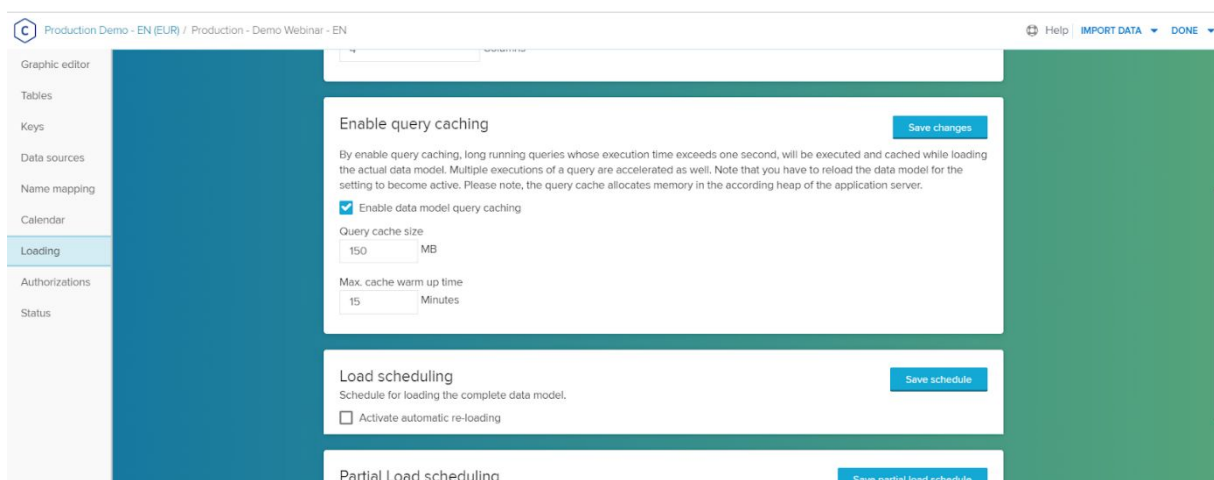 C Production Demo - EN (EUR) / Production - Demo Webinar - EN
Help IMPORT DATA DONE
Graphic editor
Tables
Keys
Data sources
Name mapping
Calendar
Loading
Authorizations
Status
Columns
Enable query caching
Save changes
By enable query caching, long running queries whose execution time exceeds one second, will be executed and cached while loading
the actual data model. Multiple executions of a query are accelerated as well. Note that you have to reload the data model for the
setting to become active. Please note, the query cache allocates memory in the according heap of the application server.
Enable data model query caching
Query cache size
150 MB
Max. cache warm up time
15 Minutes
Load scheduling
Save schedule
Schedule for loading the complete data model.
Activate automatic re-loading
Partial Load scheduling
Save partial load schedule